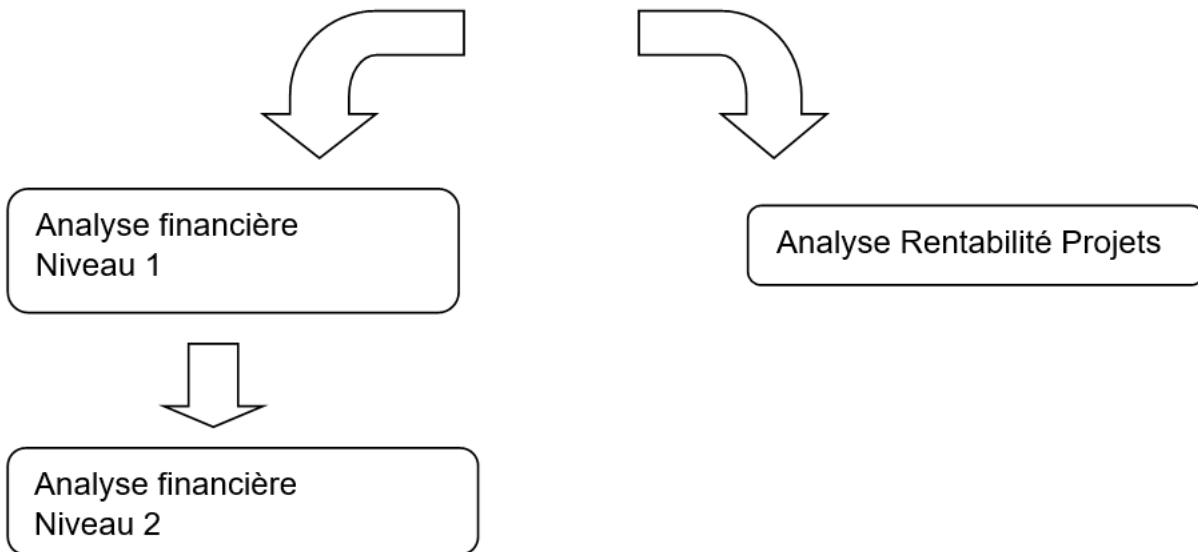 Analyse financière
Niveau 1
Analyse Rentabilité Projets
Analyse financière
Niveau 2